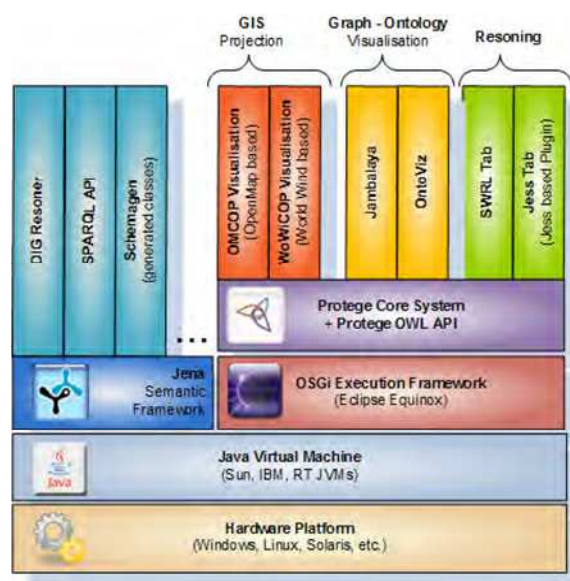 GIS
Projection
Graph - Ontology
Visualisation
Resoning
DIG Resoner
SPARQL API
Schemagen
(generated classes)
OMCOP Visualisation
(OpenMap based)
WoWiCOP Visualisation
(World Wind based)
Jambalaya
OntoViz
SWRL Tab
Jess Tab
(Jess based Plugin)
...
Protege Core System
+ Protege OWL API
Jena
Semantic
Framework
OSGi Execution Framework
(Eclipse Equinox)
Java
Java Virtual Machine
(Sun, IBM, RT JVMs)
Hardware Platform
(Windows, Linux, Solaris, etc.)